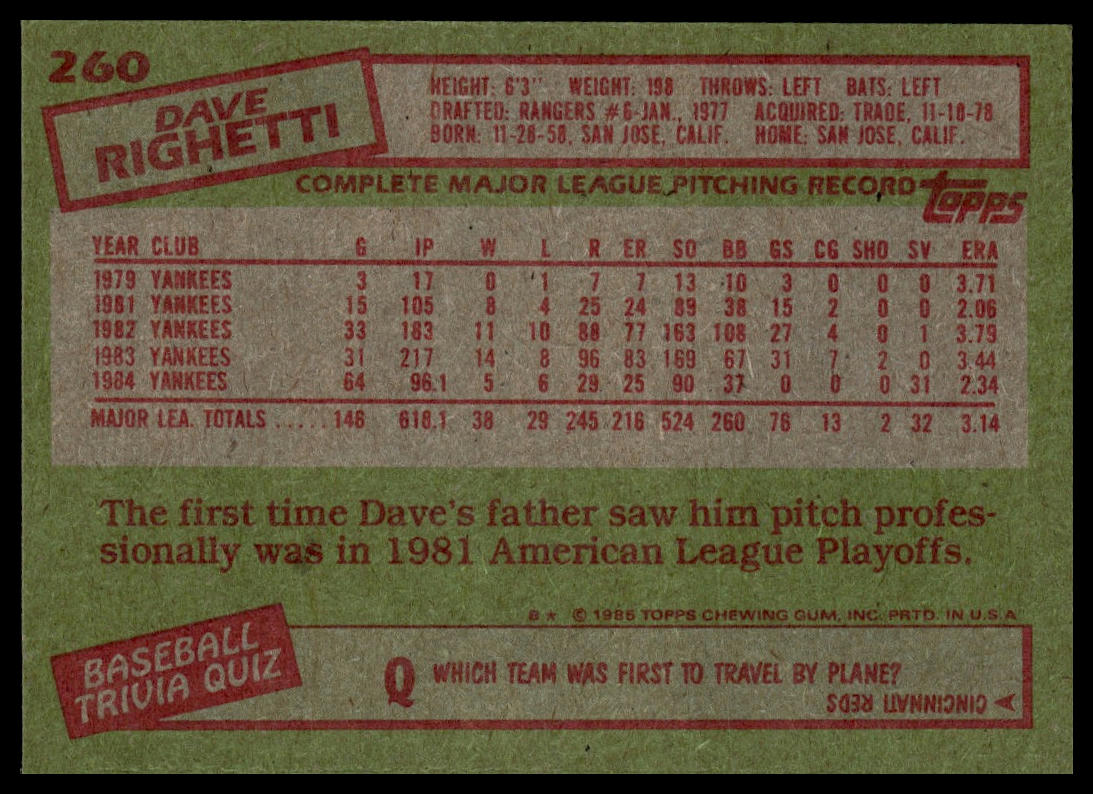 260
DAVE
RIGHETTI
HEIGHT: 6'3" WEIGHT: 198 THROWS: LEFT BATS: LEFT
DRAFTED: RANGERS #6-JAN., 1977 ACQUIRED: TRADE, 11-10-78
BORN: 11-28-58, SAN JOSE, CALIF. HOME: SAN JOSE, CALIF.
COMPLETE MAJOR LEAGUE PITCHING RECORD topps
YEAR CLUB G IP W L R ER SO BB GS CG SHO SV ERA
1979 YANKEES 3 17 0 1 7 7 13 10 3 0 0 0 3.71
1981 YANKEES 15 105 8 4 25 24 89 38 15 2 0 0 2.06
1982 YANKEES 33 183 11 10 88 77 163 108 27 4 0 1 3.79
1983 YANKEES 31 217 14 8 96 83 169 67 31 7 2 0 3.44
1984 YANKEES 64 96.1 5 6 29 25 90 37 0 0 0 31 2.34
MAJOR LEA. TOTALS ..... 146 618.1 38 29 245 216 524 260 76 13 2 32 3.14
The first time Dave's father saw him pitch profes-
sionally was in 1981 American League Playoffs.
B* © 1985 TOPPS CHEWING GUM, INC. PRTD. IN U.S.A
BASEBALL
TRIVIA QUIZ
Q WHICH TEAM WAS FIRST TO TRAVEL BY PLANE?
CINCINNATI REDS